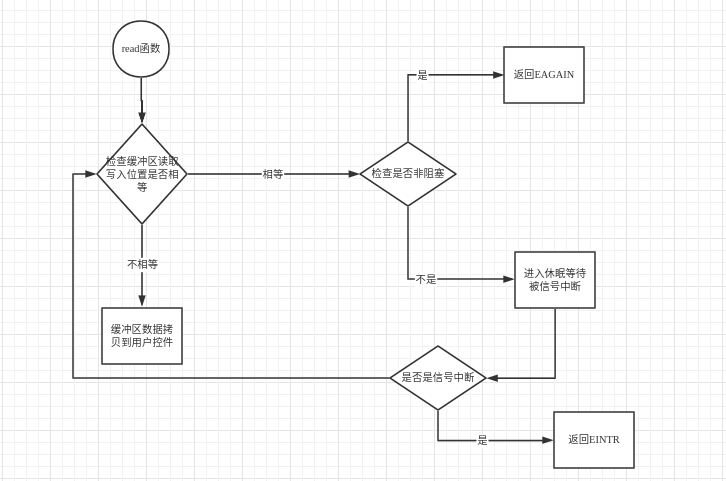 read函数
是
返回EAGAIN
检查缓冲区读取
写入位置是否相
等
相等
检查是否非阻塞
不相等
不是
进入休眠等待
被信号中断
缓冲区数据拷
贝到用户控件
是否是信号中断
是
返回EINTR